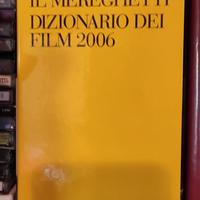 IL MEREGHETTI
DIZIONARIO DEI
FILM 2006